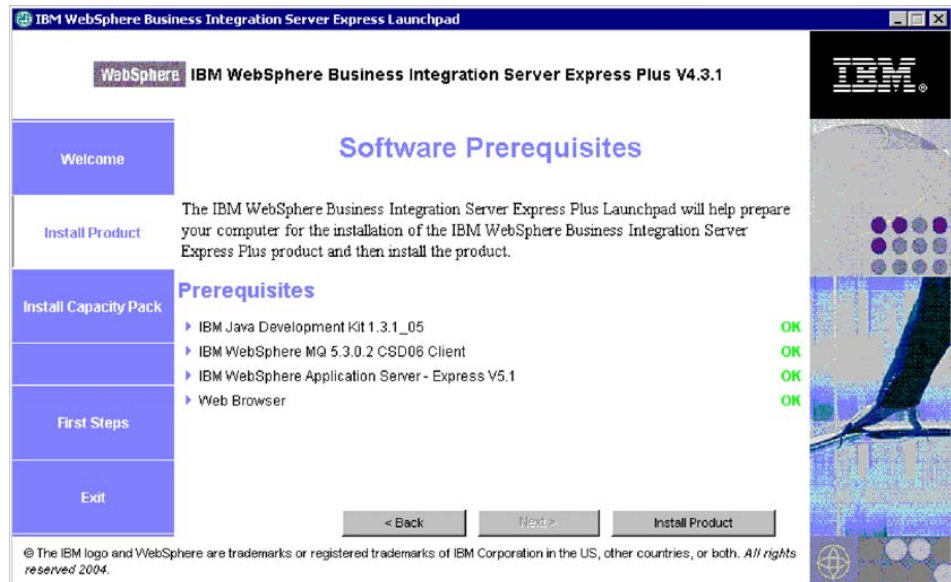 IBM WebSphere Business Integration Server Express Launchpad
WebSphere IBM WebSphere Business Integration Server Express Plus V4.3.1
IBM®
Welcome
Install Product
Install Capacity Pack
First Steps
Exit
Software Prerequisites
The IBM WebSphere Business Integration Server Express Plus Launchpad will help prepare
your computer for the installation of the IBM WebSphere Business Integration Server
Express Plus product and then install the product.
Prerequisites
IBM Java Development Kit 1.3.1_05 OK
IBM WebSphere MQ 5.3.0.2 CSD06 Client OK
IBM WebSphere Application Server - Express V5.1 OK
Web Browser OK
< Back Next > Install Product
© The IBM logo and WebSphere are trademarks or registered trademarks of IBM Corporation in the US, other countries, or both. All rights
reserved 2004.